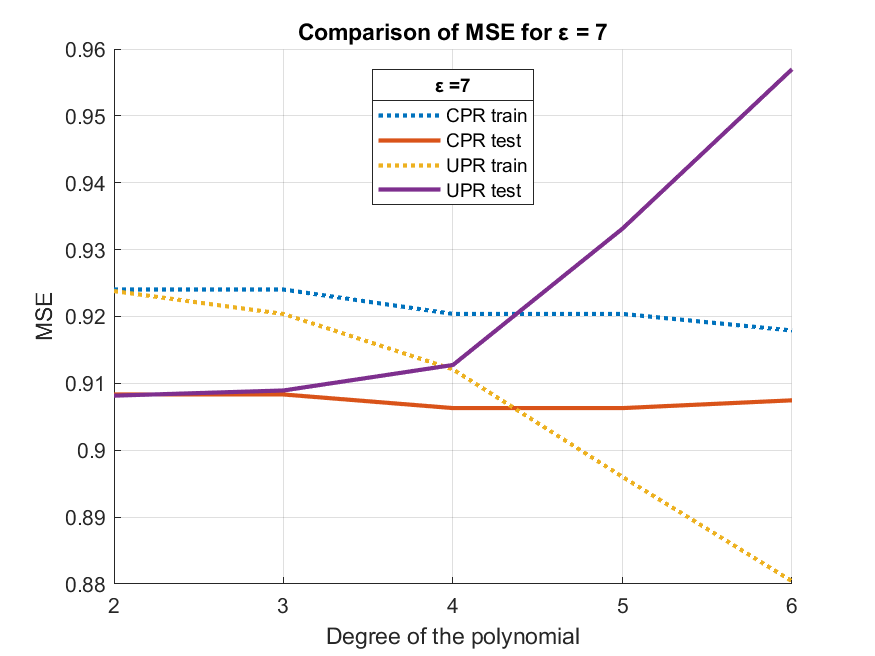 Comparison of MSE for ε = 7
0.96
0.95
0.94
0.93
0.92
0.91
0.9
0.89
0.88
MSE
ε =7
CPR train
CPR test
UPR train
UPR test
2 3 4 5 6
Degree of the polynomial